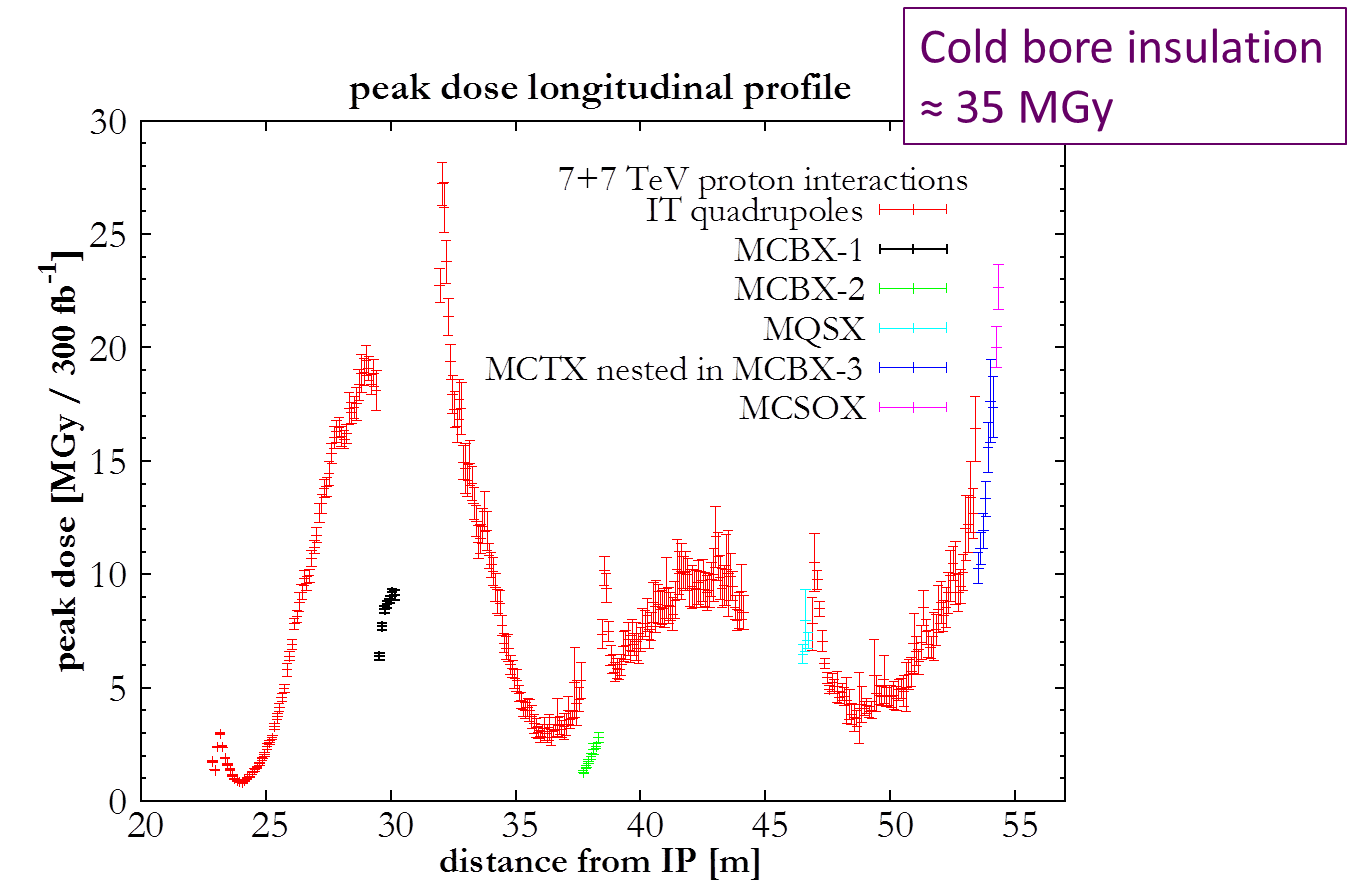 Cold bore insulation
≈ 35 MGy
peak dose longitudinal profile
7+7 TeV proton interactions
IT quadrupoles
MCBX-1
MCBX-2
MQSX
MCTX nested in MCBX-3
MCSOX
peak dose [MGy / 300 fb⁻¹]
30
25
20
15
10
5
0
20 25 30 35 40 45 50 55
distance from IP [m]